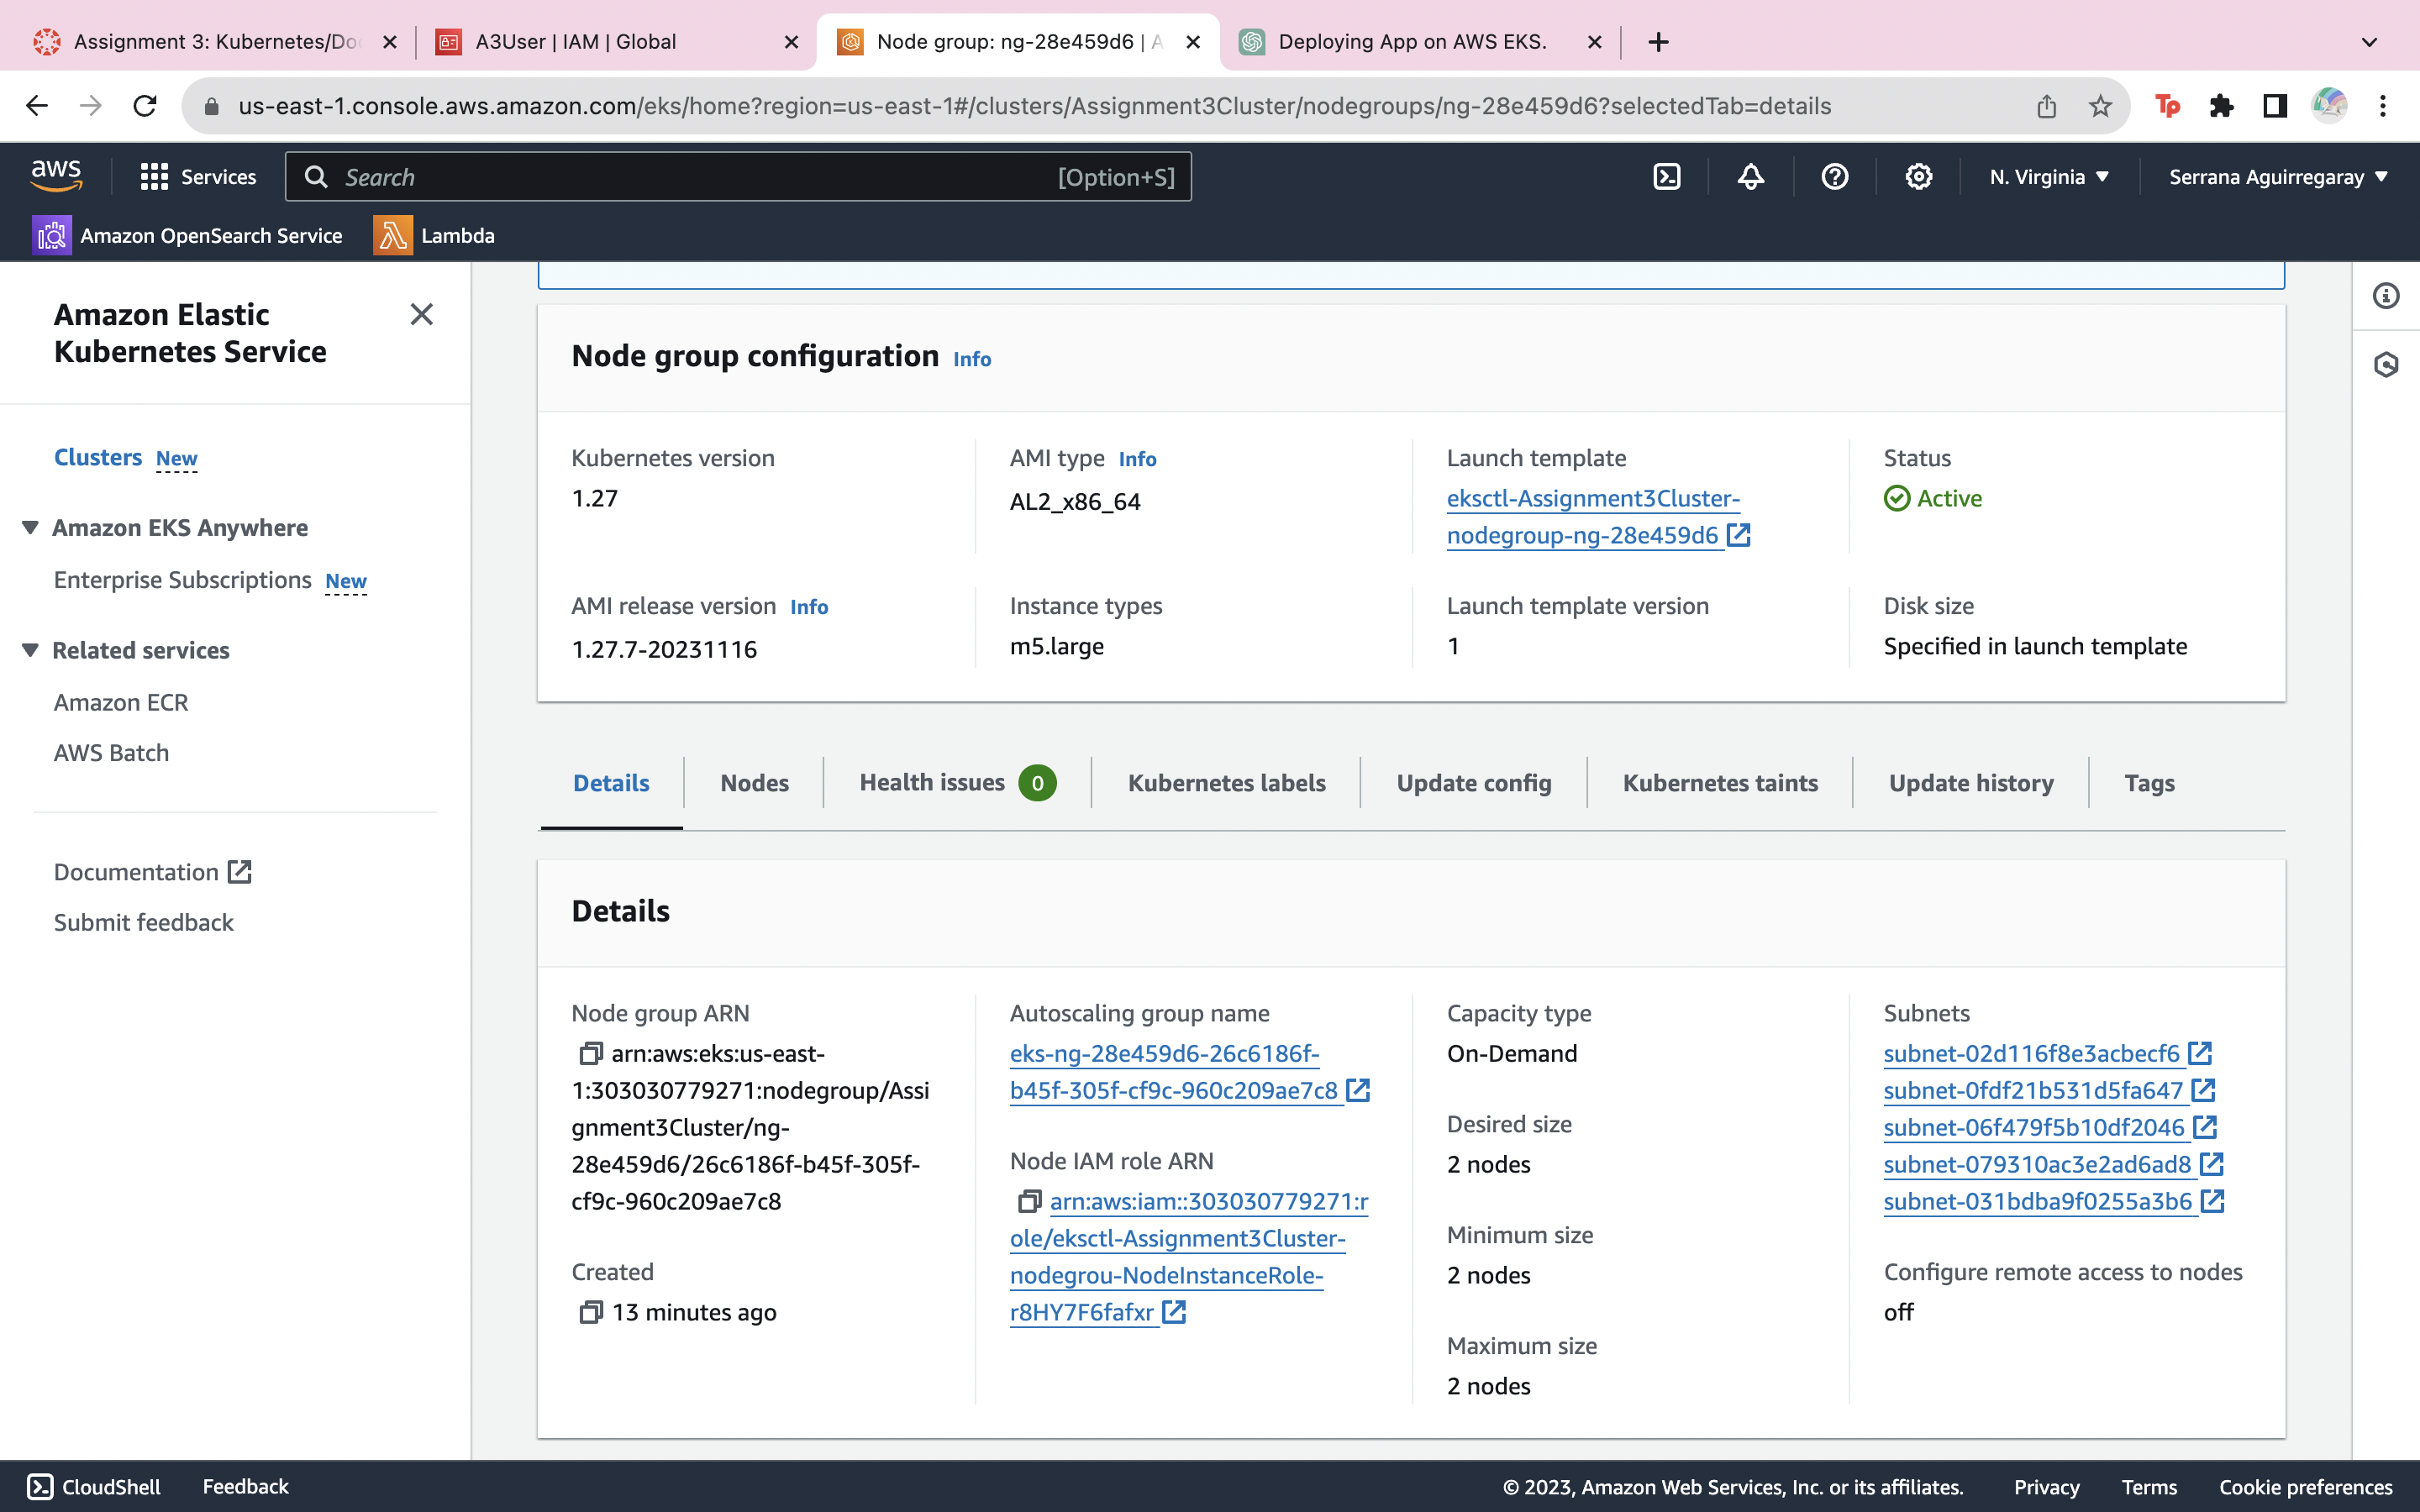 Assignment 3: Kubernetes/Do
A3User | IAM | Global
Node group: ng-28e459d6 | A
Deploying App on AWS EKS.
us-east-1.console.aws.amazon.com/eks/home?region=us-east-1#/clusters/Assignment3Cluster/nodegroups/ng-28e459d6?selectedTab=details
Tp
aws
Services
Search
[Option+S]
N. Virginia
Serrana Aguirregaray
Amazon OpenSearch Service
Lambda
Amazon Elastic
Kubernetes Service
Clusters New
Amazon EKS Anywhere
Enterprise Subscriptions New
Related services
Amazon ECR
AWS Batch
Documentation
Submit feedback
Node group configuration Info
Kubernetes version
1.27
AMI type Info
AL2_x86_64
Launch template
eksctl-Assignment3Cluster-
nodegroup-ng-28e459d6
Status
Active
AMI release version Info
1.27.7-20231116
Instance types
m5.large
Launch template version
1
Disk size
Specified in launch template
Details
Nodes
Health issues 0
Kubernetes labels
Update config
Kubernetes taints
Update history
Tags
Details
Node group ARN
arn:aws:eks:us-east-
1:303030779271:nodegroup/Assi
gnment3Cluster/ng-
28e459d6/26c6186f-b45f-305f-
cf9c-960c209ae7c8
Created
13 minutes ago
Autoscaling group name
eks-ng-28e459d6-26c6186f-
b45f-305f-cf9c-960c209ae7c8
Node IAM role ARN
arn:aws:iam::303030779271:r
ole/eksctl-Assignment3Cluster-
nodegrou-NodeInstanceRole-
r8HY7F6fafxr
Capacity type
On-Demand
Desired size
2 nodes
Minimum size
2 nodes
Maximum size
2 nodes
Subnets
subnet-02d116f8e3acbecf6
subnet-0fdf21b531d5fa647
subnet-06f479f5b10df2046
subnet-079310ac3e2ad6ad8
subnet-031bdba9f0255a3b6
Configure remote access to nodes
off
CloudShell
Feedback
© 2023, Amazon Web Services, Inc. or its affiliates.
Privacy
Terms
Cookie preferences